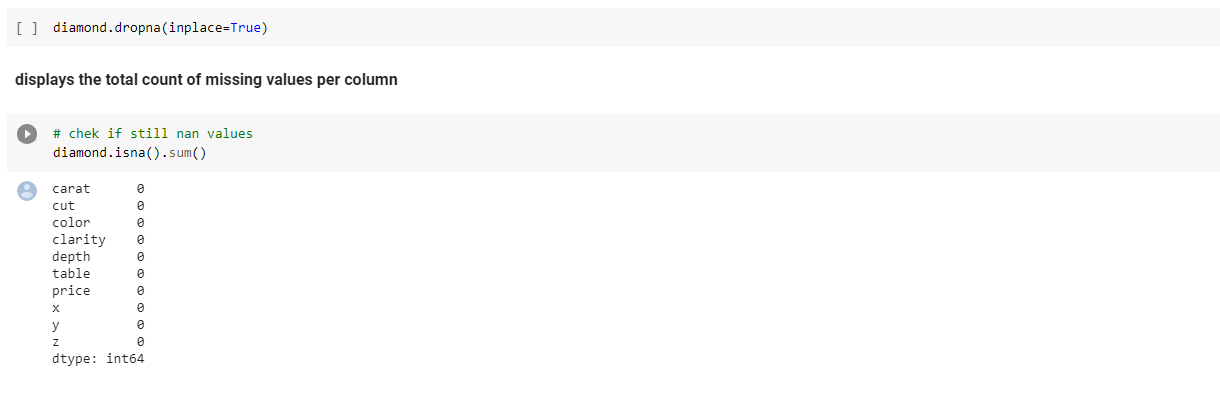 [ ] diamond.dropna(inplace=True)
displays the total count of missing values per column
# chek if still nan values
diamond.isna().sum()
carat 0
cut 0
color 0
clarity 0
depth 0
table 0
price 0
x 0
y 0
z 0
dtype: int64